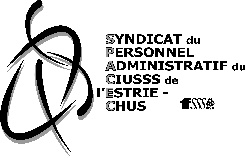 SYNDICAT du
PERSONNEL
ADMINISTRATIF du
CIUSSS de
l'ESTRIE -
CHUS